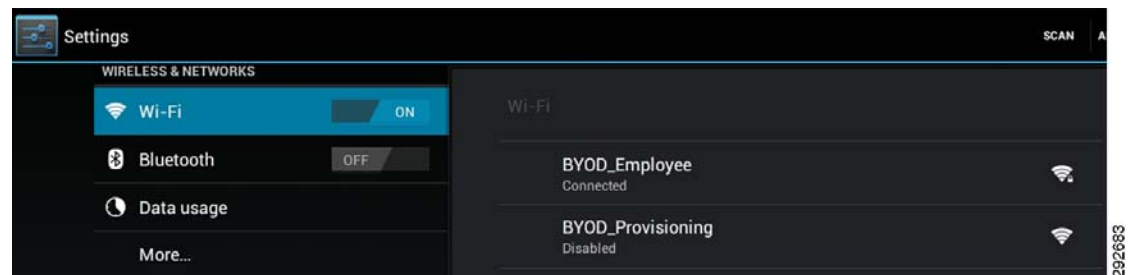 Settings
SCAN A
WIRELESS & NETWORKS
Wi-Fi ON
Bluetooth OFF
Data usage
More...
Wi-Fi
BYOD_Employee
Connected
BYOD_Provisioning
Disabled
292683